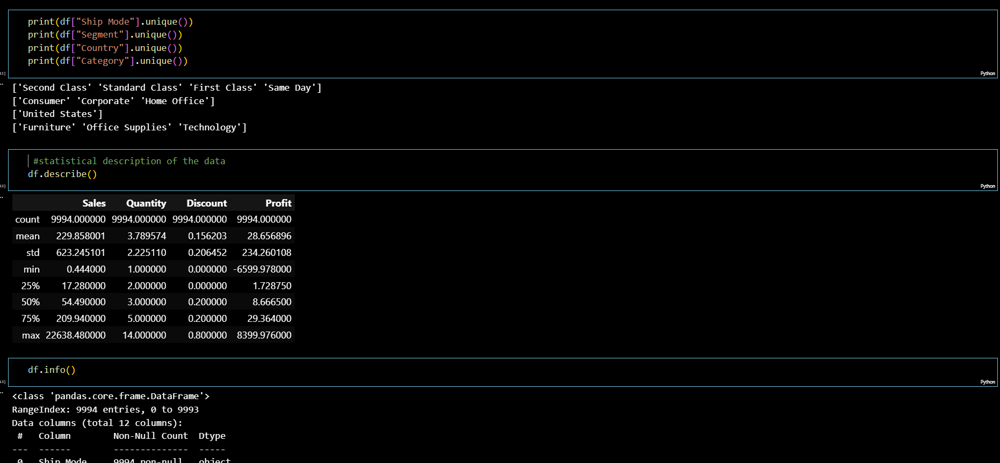 print(df["Ship Mode"].unique())
print(df["Segment"].unique())
print(df["Country"].unique())
print(df["Category"].unique())
11]
Python
['Second Class' 'Standard Class' 'First Class' 'Same Day']
['Consumer' 'Corporate' 'Home Office']
['United States']
['Furniture' 'Office Supplies' 'Technology']
#statistical description of the data
df.describe()
12]
Python
Sales Quantity Discount Profit
count 9994.000000 9994.000000 9994.000000 9994.000000
mean 229.858001 3.789574 0.156203 28.656896
std 623.245101 2.225110 0.206452 234.260108
min 0.444000 1.000000 0.000000 -6599.978000
25% 17.280000 2.000000 0.000000 1.728750
50% 54.490000 3.000000 0.200000 8.666500
75% 209.940000 5.000000 0.200000 29.364000
max 22638.480000 14.000000 0.800000 8399.976000
df.info()
13]
Python
<class 'pandas.core.frame.DataFrame'>
RangeIndex: 9994 entries, 0 to 9993
Data columns (total 12 columns):
# Column Non-Null Count Dtype
--- ------ -------------- -----
0 Ship Mode 9994 non-null object